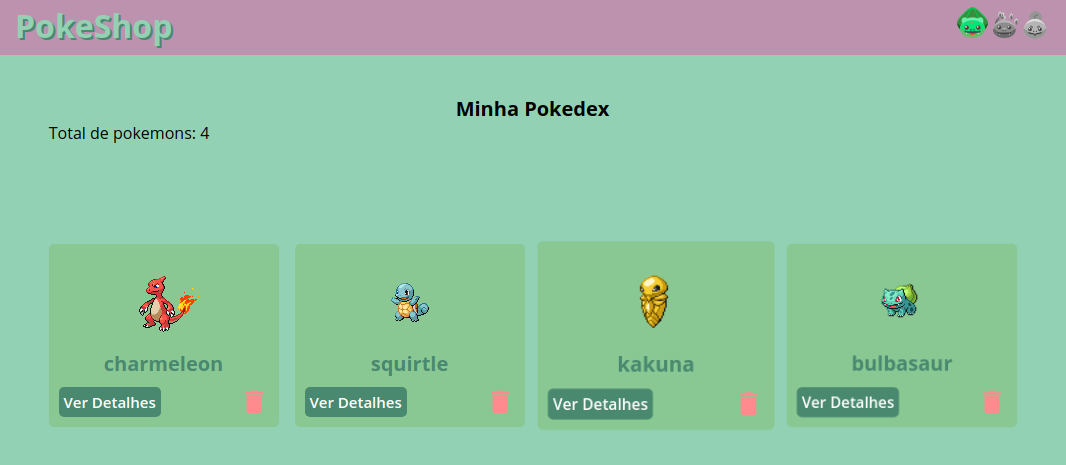 PokeShop
Minha Pokedex
Total de pokemons: 4
charmeleon
squirtle
kakuna
bulbasaur
Ver Detalhes
Ver Detalhes
Ver Detalhes
Ver Detalhes